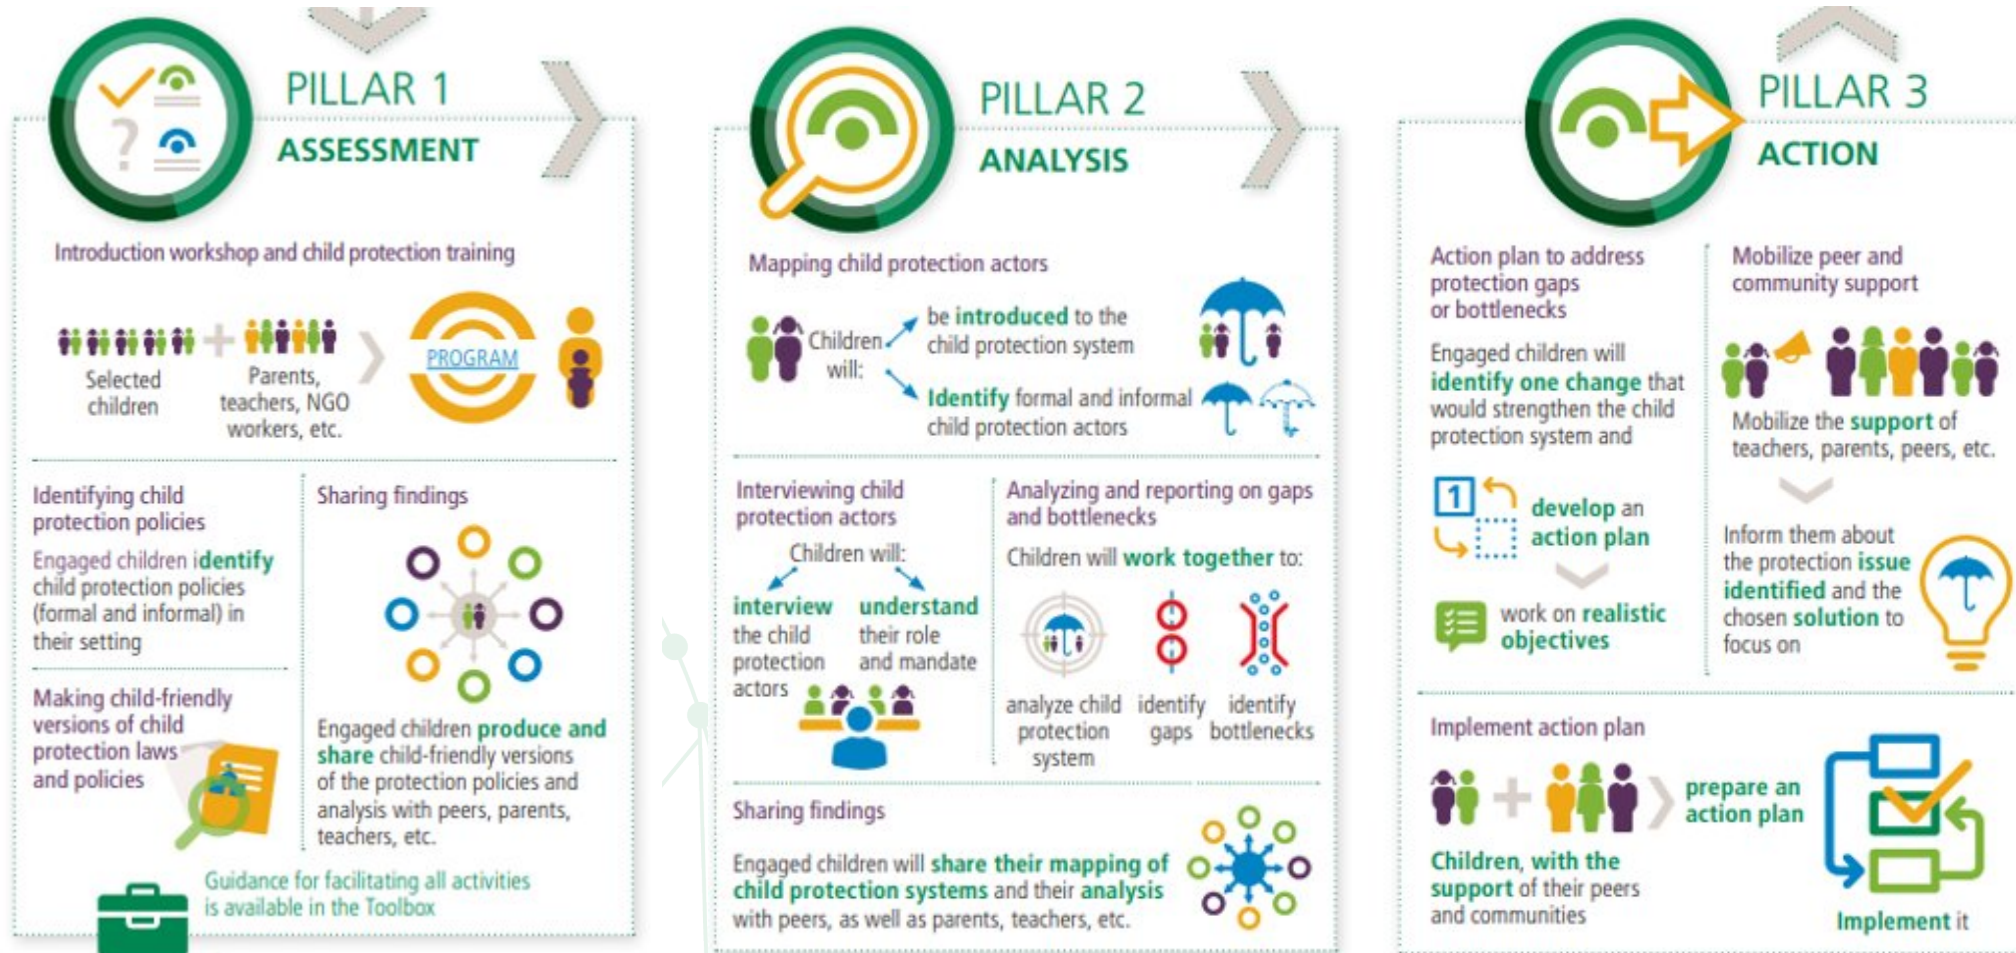 PILLAR 1
ASSESSMENT
Introduction workshop and child protection training
Selected
children
Parents,
teachers, NGO
workers, etc.
PROGRAM
Identifying child
protection policies
Engaged children identify
child protection policies
(formal and informal) in
their setting
Making child-friendly
versions of child
protection laws
and policies
Sharing findings
Engaged children produce and
share child-friendly versions
of the protection policies and
analysis with peers, parents,
teachers, etc.
Guidance for facilitating all activities
is available in the Toolbox
PILLAR 2
ANALYSIS
Mapping child protection actors
Children
will:
be introduced to the
child protection system
Identify formal and informal
child protection actors
Interviewing child
protection actors
Children will:
interview
the child
protection
actors
understand
their role
and mandate
Analyzing and reporting on gaps
and bottlenecks
Children will work together to:
analyze child
protection
system
identify
gaps
identify
bottlenecks
Sharing findings
Engaged children will share their mapping of
child protection systems and their analysis
with peers, as well as parents, teachers, etc.
PILLAR 3
ACTION
Action plan to address
protection gaps
or bottlenecks
Engaged children will
identify one change that
would strengthen the child
protection system and
1
develop an
action plan
work on realistic
objectives
Mobilize peer and
community support
Mobilize the support of
teachers, parents, peers, etc.
Inform them about
the protection issue
identified and the
chosen solution to
focus on
Implement action plan
Children, with the
support of their peers
and communities
prepare an
action plan
Implement it